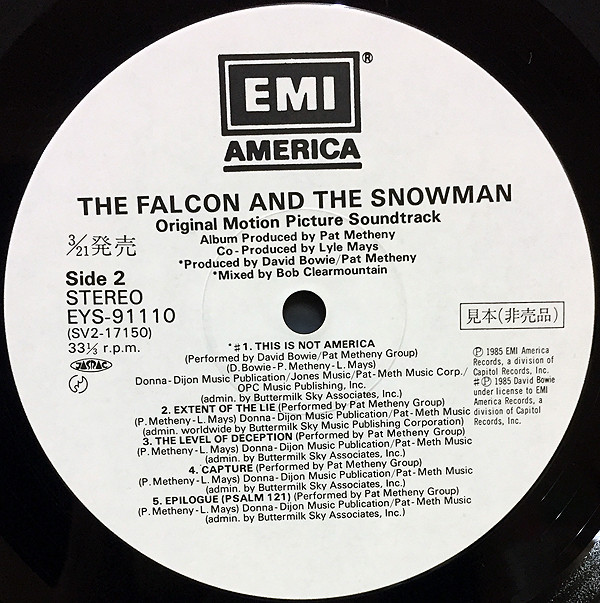 EMI
®
AMERICA
THE FALCON AND THE SNOWMAN
Original Motion Picture Soundtrack
Album Produced by Pat Metheny
Co-Produced by Lyle Mays
*Produced by David Bowie/Pat Metheny
*Mixed by Bob Clearmountain
3/21発売
Side 2
STEREO
EYS-91110
(SV2-17150)
33⅓ r.p.m.
JASRAC
見本(非売品)
*#1. THIS IS NOT AMERICA
(Performed by David Bowie/Pat Metheny Group)
(D. Bowie-P. Metheny-L. Mays)
Donna-Dijon Music Publication/Jones Music/Pat-Meth Music Corp./
OPC Music Publishing, Inc.
(admin. by Buttermilk Sky Associates, Inc.)
2. EXTENT OF THE LIE (Performed by Pat Metheny Group)
(P. Metheny-L. Mays) Donna-Dijon Music Publication/Pat-Meth Music
(admin. worldwide by Buttermilk Sky Music Publishing Corporation)
3. THE LEVEL OF DECEPTION (Performed by Pat Metheny Group)
(P. Metheny-L. Mays) Donna-Dijon Music Publication/Pat-Meth Music
(admin. by Buttermilk Sky Associates, Inc.)
4. CAPTURE (Performed by Pat Metheny Group)
(P. Metheny-L. Mays) Donna-Dijon Music Publication/Pat-Meth Music
(admin. by Buttermilk Sky Associates, Inc.)
5. EPILOGUE (PSALM 121) (Performed by Pat Metheny Group)
(P. Metheny-L. Mays) Donna-Dijon Music Publication/Pat-Meth Music
(admin. by Buttermilk Sky Associates, Inc.)
Ⓟ 1985 EMI America
Records, a division of
Capitol Records, Inc.
#Ⓟ 1985 David Bowie
under license to EMI
America Records, a
division of Capitol
Records, Inc.